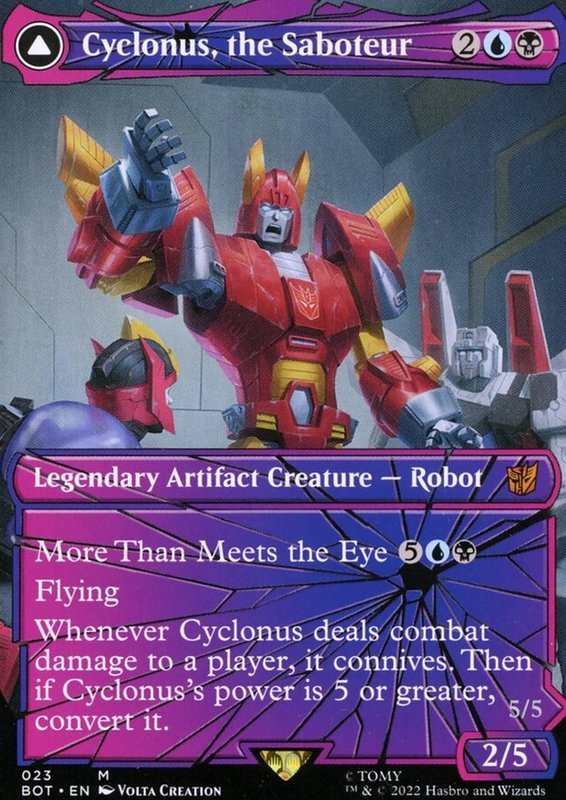 Cyclonus, the Saboteur 2
Legendary Artifact Creature — Robot
More Than Meets the Eye 5
Flying
Whenever Cyclonus deals combat
damage to a player, it connives. Then
if Cyclonus's power is 5 or greater,
convert it.
5/5
2/5
023 M
BOT • EN VOLTA CREATION
© TOMY
™ & © 2022 Hasbro and Wizards